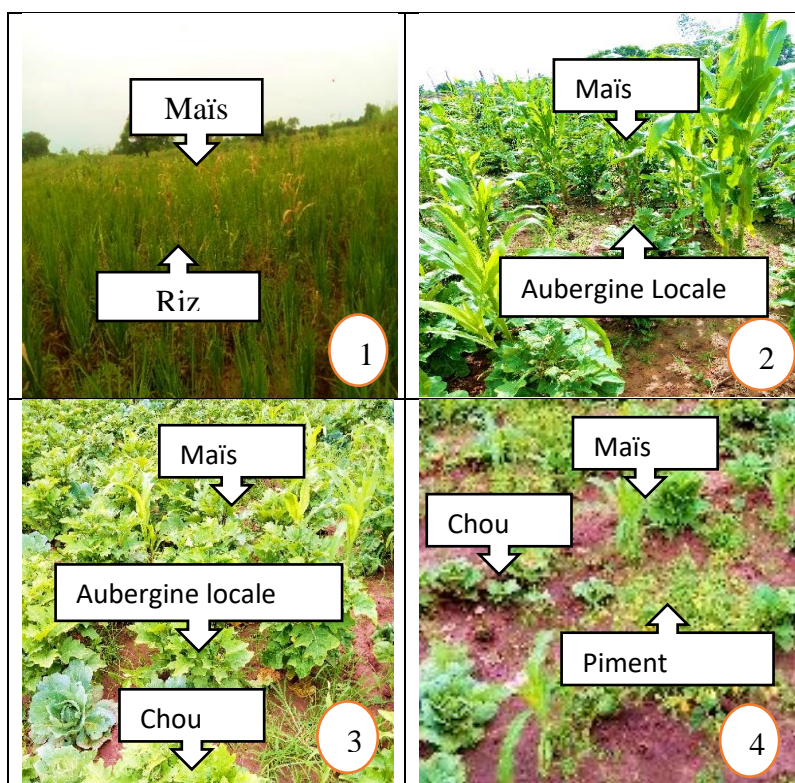 Maïs
Riz
1
Maïs
Aubergine Locale
2
Maïs
Aubergine locale
Chou
3
Maïs
Chou
Piment
4